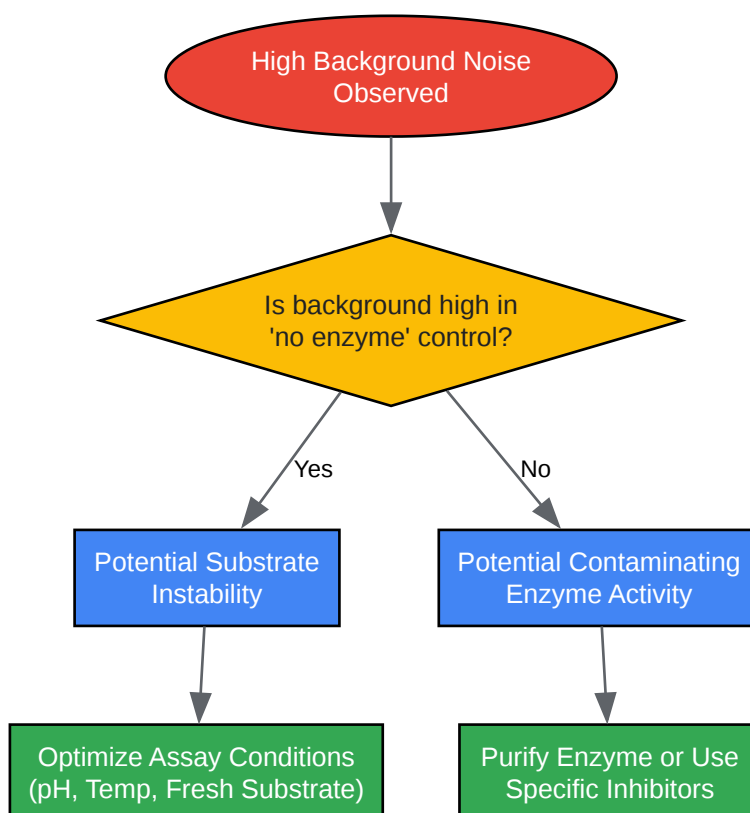 High Background Noise
Observed
Is background high in
'no enzyme' control?
Yes
No
Potential Substrate
Instability
Potential Contaminating
Enzyme Activity
Optimize Assay Conditions
(pH, Temp, Fresh Substrate)
Purify Enzyme or Use
Specific Inhibitors